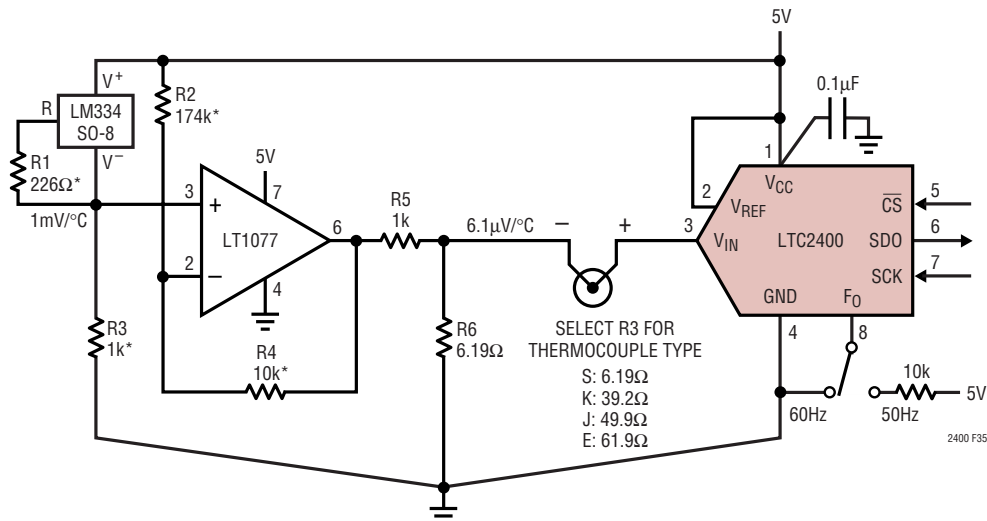 5V
V+
R
LM334
SO-8
V–
R1
226Ω*
1mV/°C
R2
174k*
5V
3
+
7
LT1077
2
–
4
6
R5
1k
6.1µV/°C
–
+
R3
1k*
R4
10k*
R6
6.19Ω
SELECT R3 FOR
THERMOCOUPLE TYPE
S: 6.19Ω
K: 39.2Ω
J: 49.9Ω
E: 61.9Ω
0.1µF
1
VCC
2
VREF
3
VIN
LTC2400
CS
5
SDO
6
SCK
7
GND
FO
4
8
60Hz
50Hz
10k
5V
2400 F35